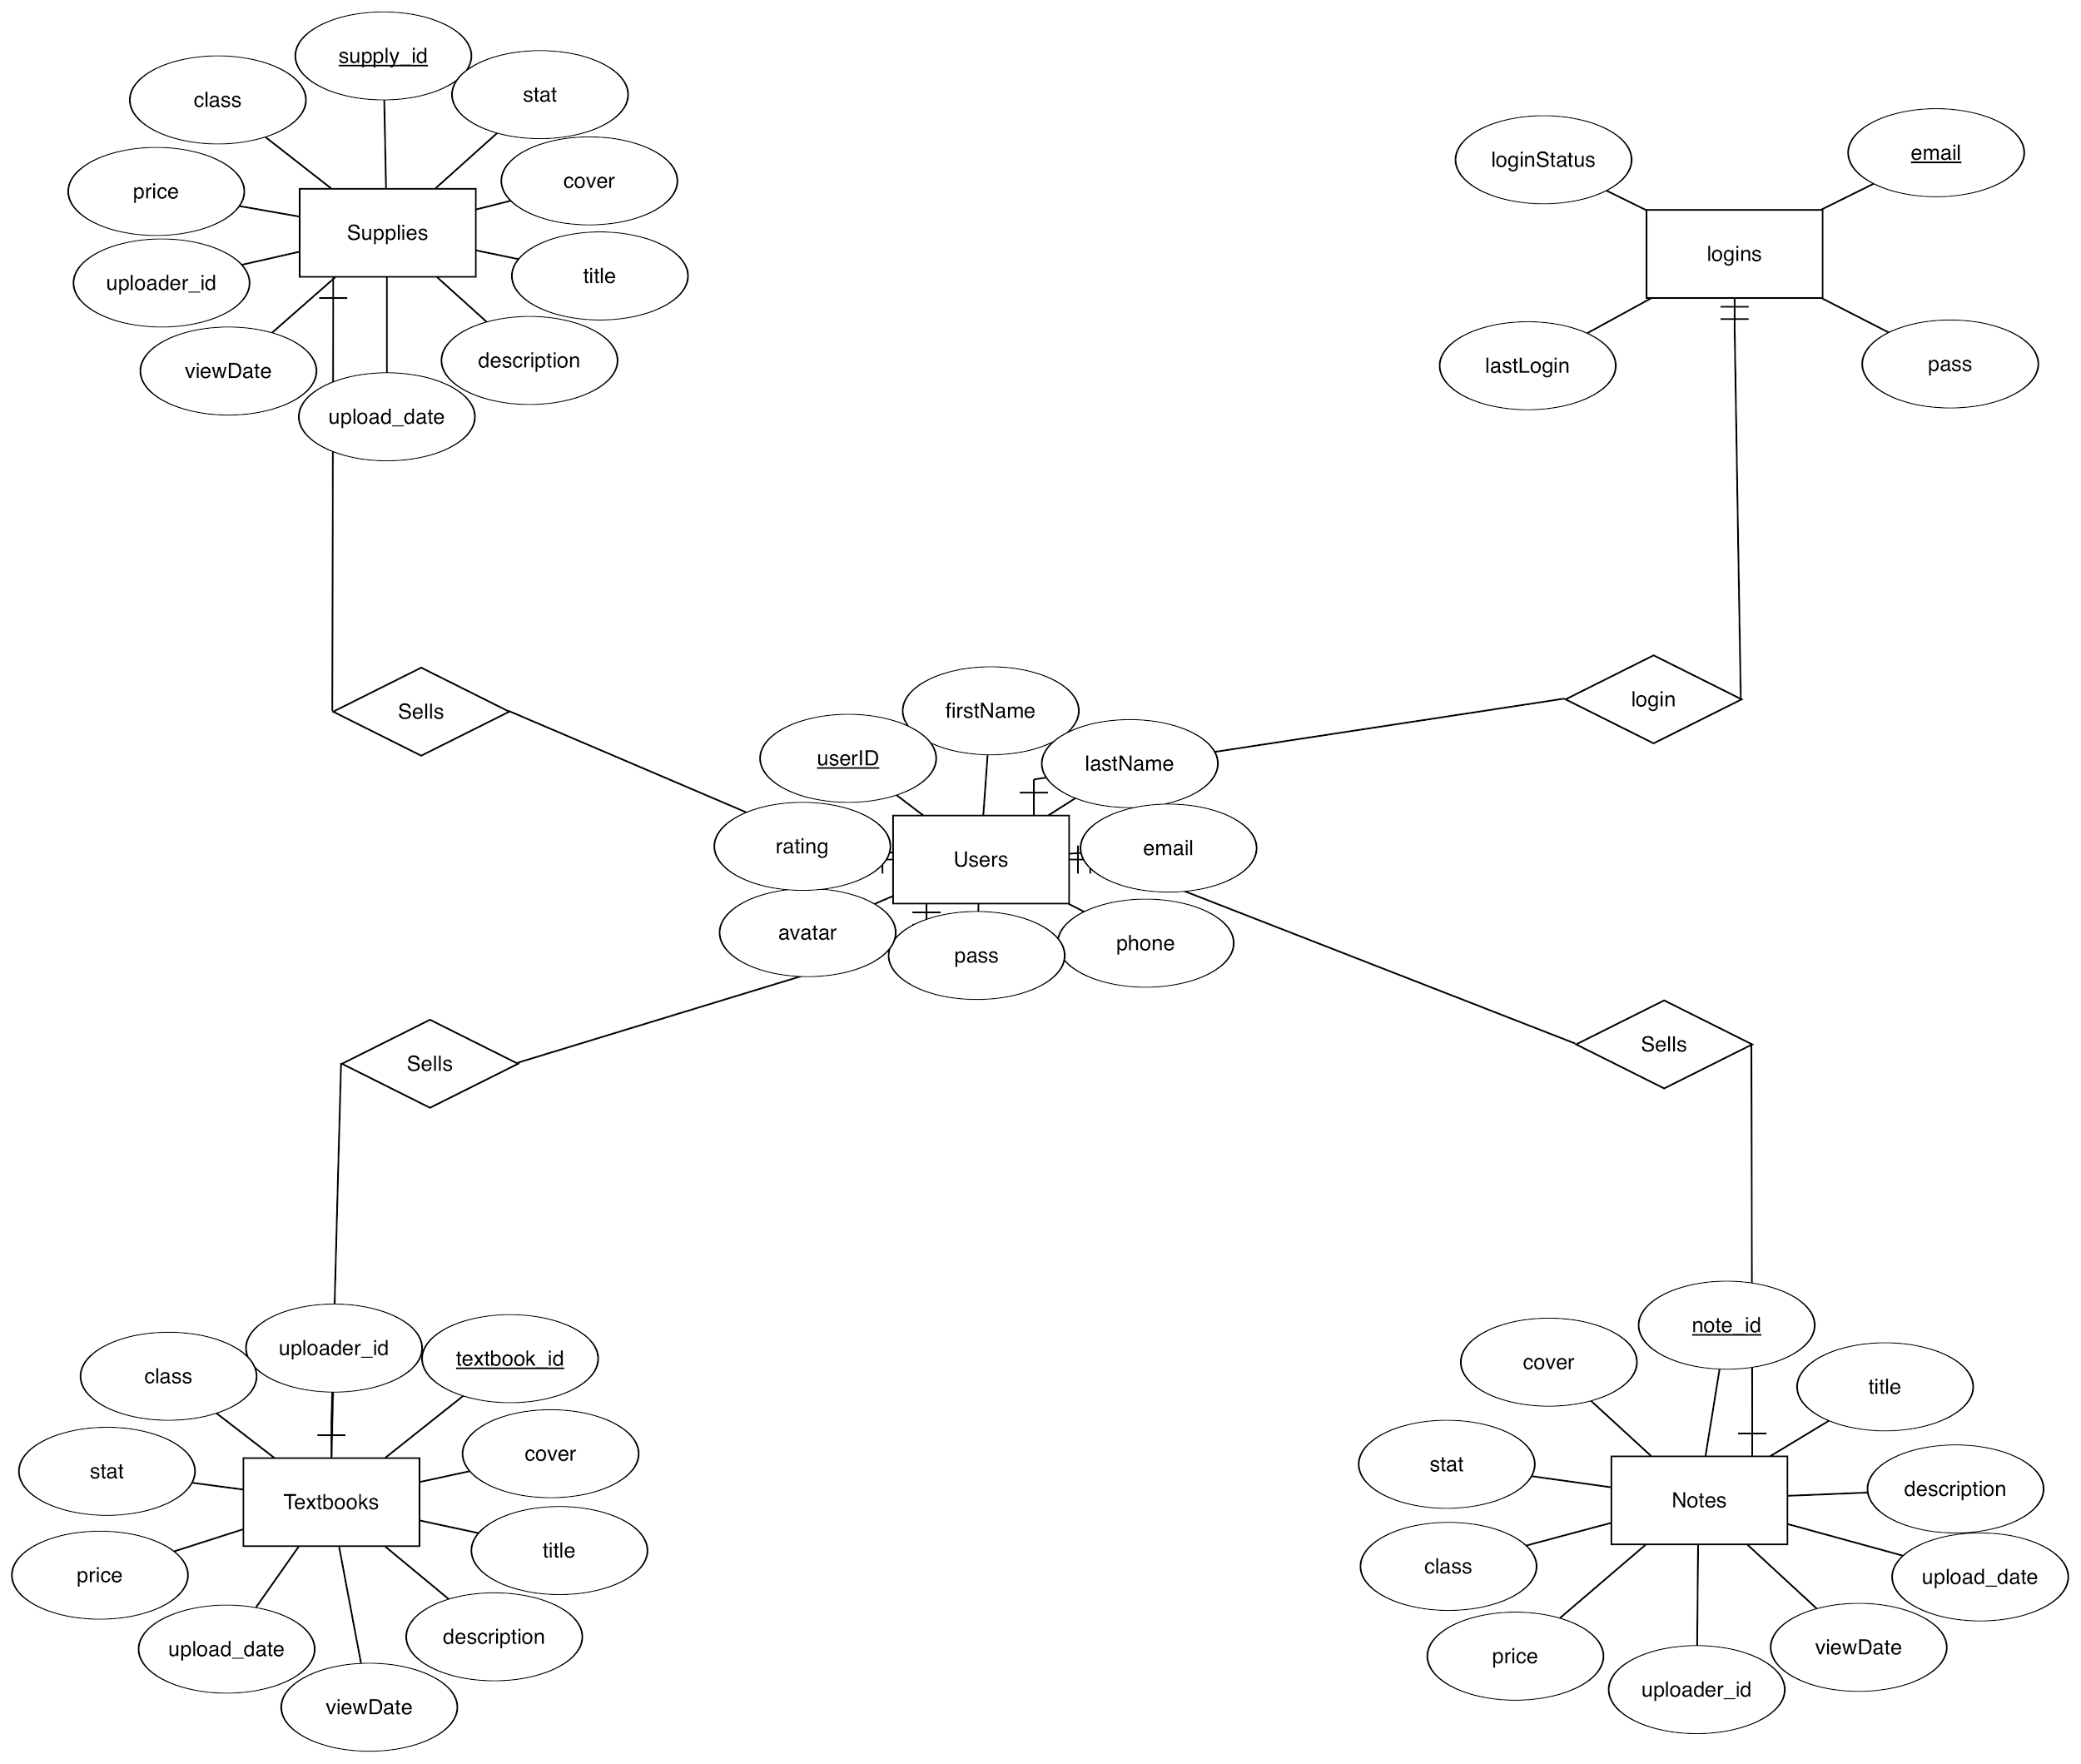 supply_id
class
stat
price
cover
Supplies
uploader_id
title
viewDate
description
upload_date
loginStatus
email
logins
lastLogin
pass
Sells
login
firstName
userID
lastName
rating
Users
email
avatar
pass
phone
Sells
Sells
uploader_id
textbook_id
class
cover
stat
Textbooks
title
price
description
upload_date
viewDate
note_id
cover
title
stat
Notes
description
class
upload_date
price
viewDate
uploader_id